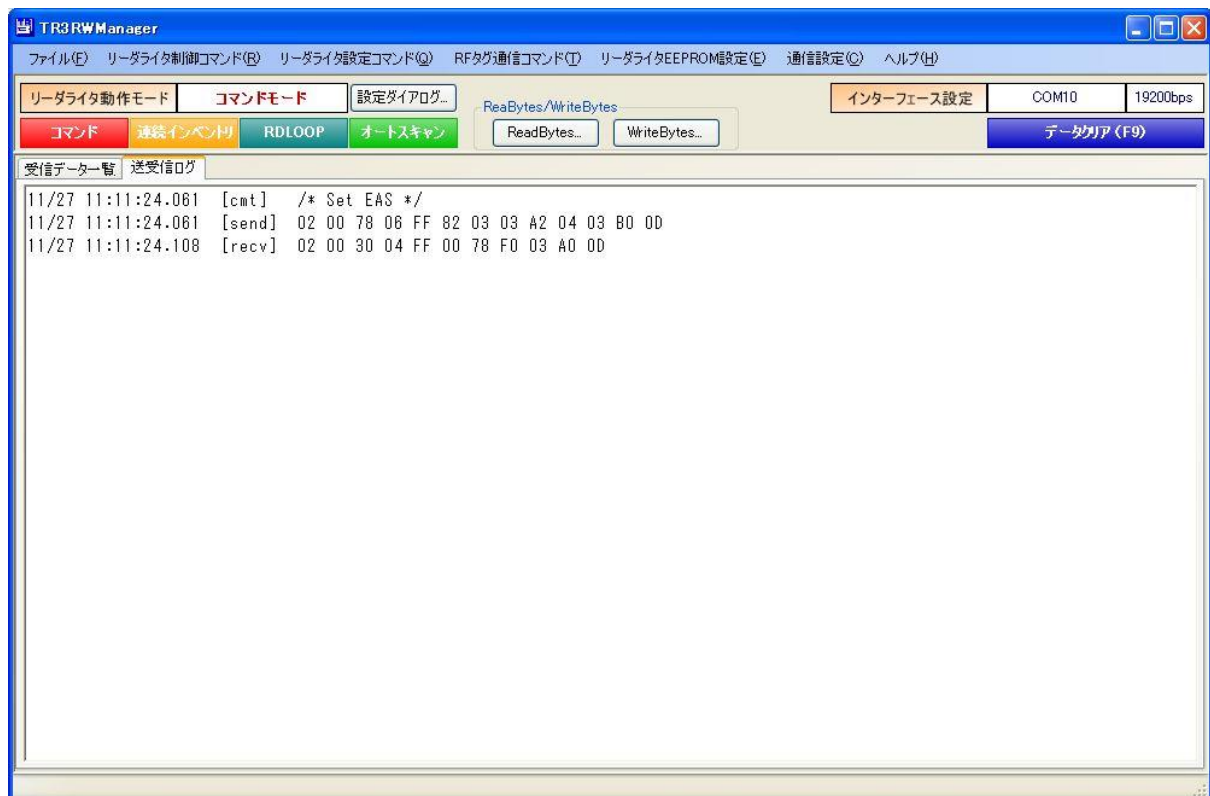 TR3RWManager
ファイル(F) リーダライタ制御コマンド(R) リーダライタ設定コマンド(Q) RFタグ通信コマンド(T) リーダライタEEPROM設定(E) 通信設定(C) ヘルプ(H)
リーダライタ動作モード コマンドモード 設定ダイアログ... ReaBytes/WriteBytes インターフェース設定 COM10 19200bps
コマンド 連続インベントリ RDLOOP オートスキャン ReadBytes... WriteBytes... データクリア (F9)
受信データ一覧 送受信ログ
11/27 11:11:24.061 [cmt] /* Set EAS */
11/27 11:11:24.061 [send] 02 00 78 06 FF 82 03 03 A2 04 03 B0 0D
11/27 11:11:24.108 [recv] 02 00 30 04 FF 00 78 F0 03 A0 0D